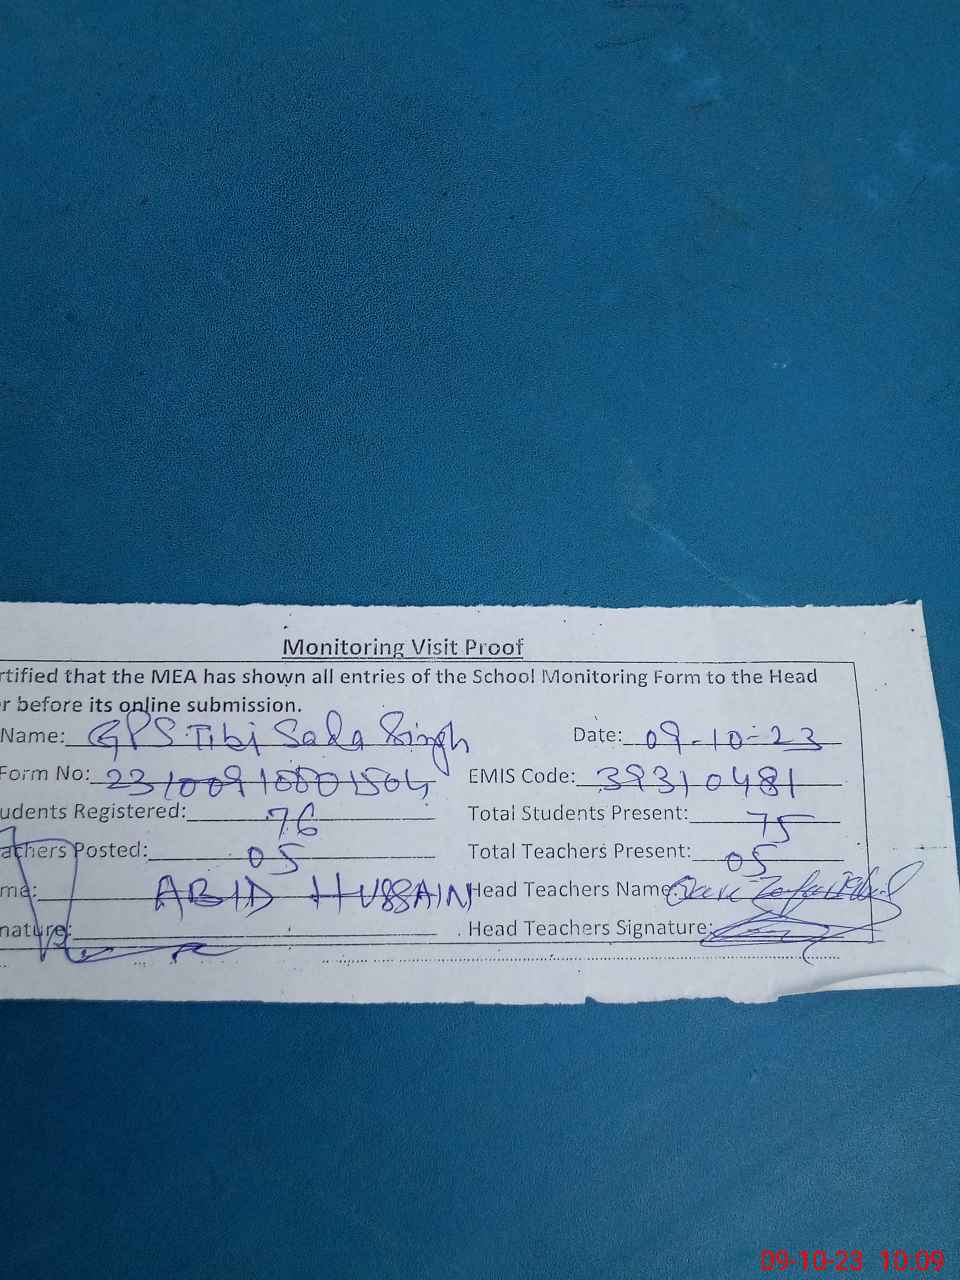 Monitoring Visit Proof
rtified that the MEA has shown all entries of the School Monitoring Form to the Head
r before its online submission.
Name: GPS Tibi Sada Singh Date: 09-10-23
Form No: EMIS Code: 39310481
udents Registered: 76 Total Students Present: 75
achers Posted: 05 Total Teachers Present: 05
me: ABID HUSSAIN Head Teachers Name:
nature: Head Teachers Signature:
09-10-23 10:09